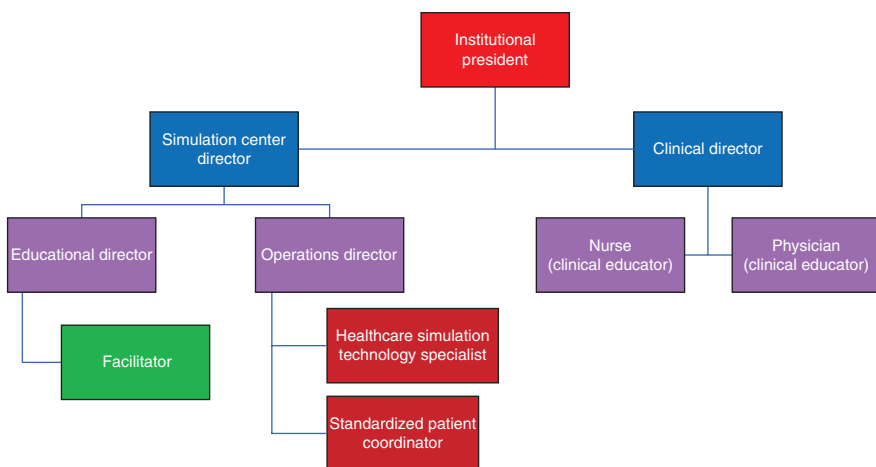 Institutional
president
Simulation center
director
Clinical director
Educational director
Operations director
Nurse
(clinical educator)
Physician
(clinical educator)
Facilitator
Healthcare simulation
technology specialist
Standardized patient
coordinator